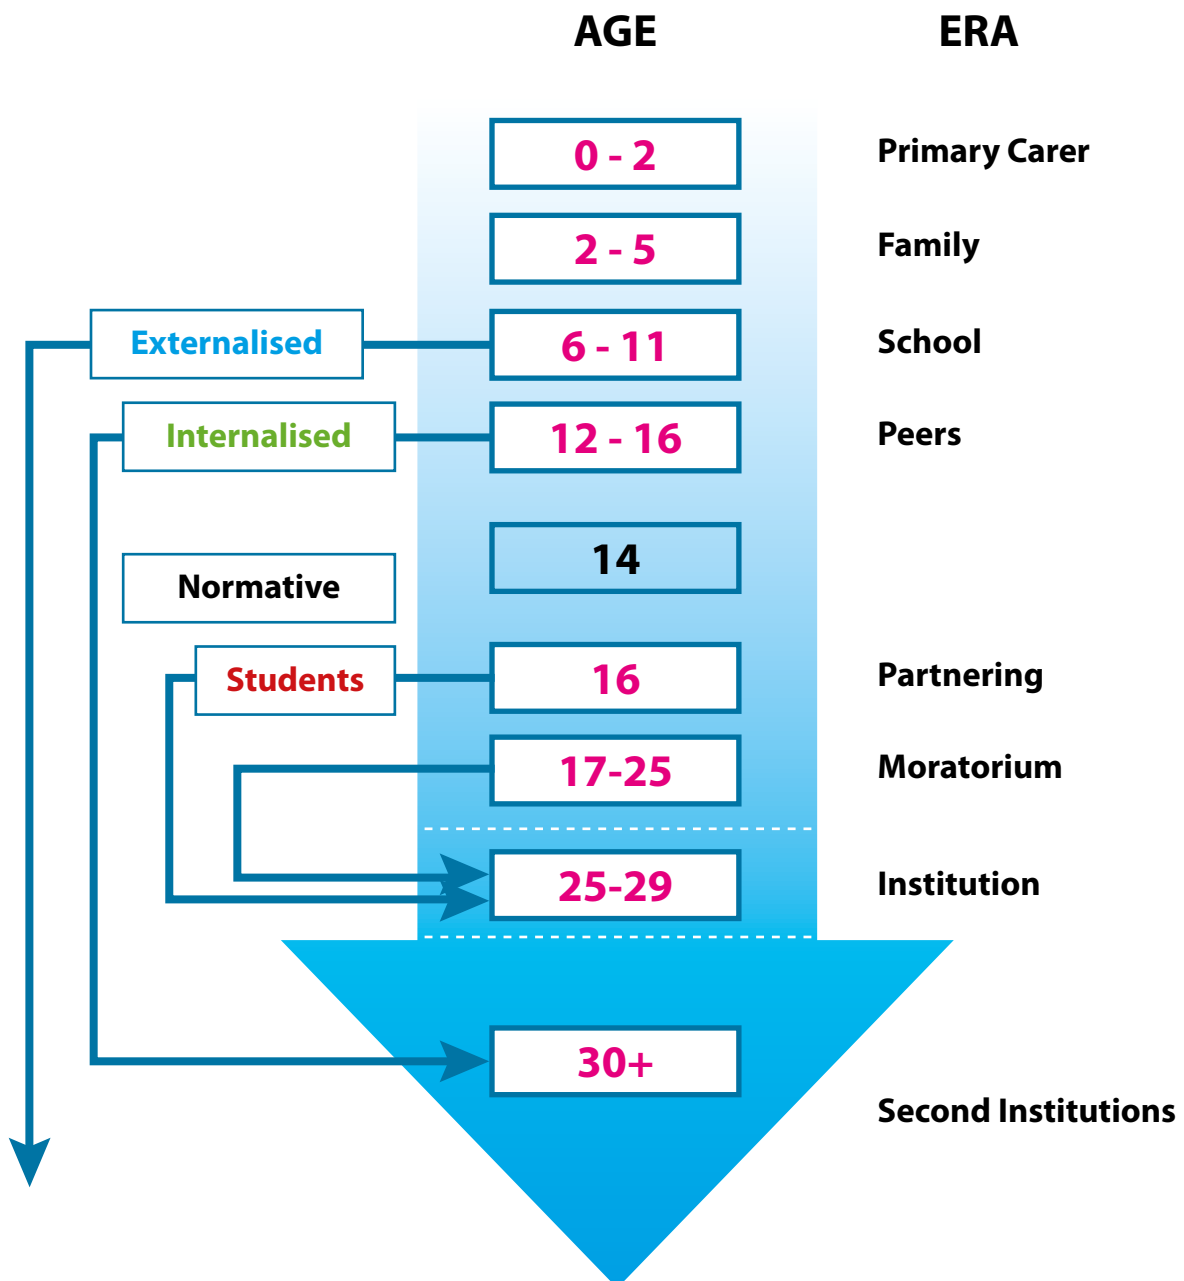 AGE ERA
0 - 2 Primary Carer
2 - 5 Family
Externalised 6 - 11 School
Internalised 12 - 16 Peers
14
Normative
Students 16 Partnering
17-25 Moratorium
25-29 Institution
30+
Second Institutions